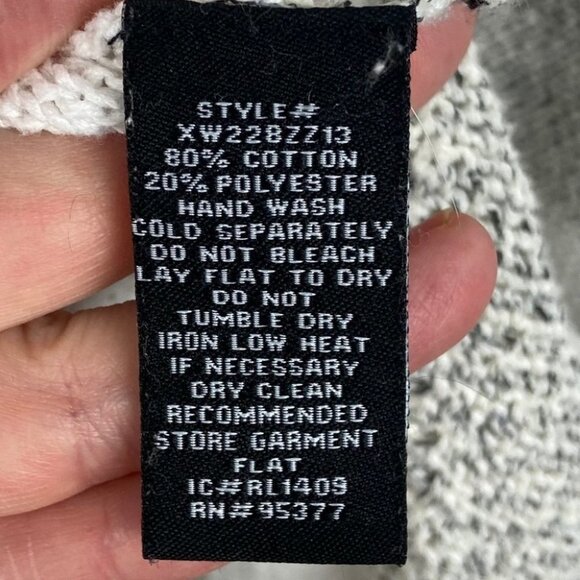 STYLE#
XW228ZZ13
80% COTTON
20% POLYESTER
HAND WASH
COLD SEPARATELY
DO NOT BLEACH
LAY FLAT TO DRY
DO NOT
TUMBLE DRY
IRON LOW HEAT
IF NECESSARY
DRY CLEAN
RECOMMENDED
STORE GARMENT
FLAT
IC#RL1409
RN#95377